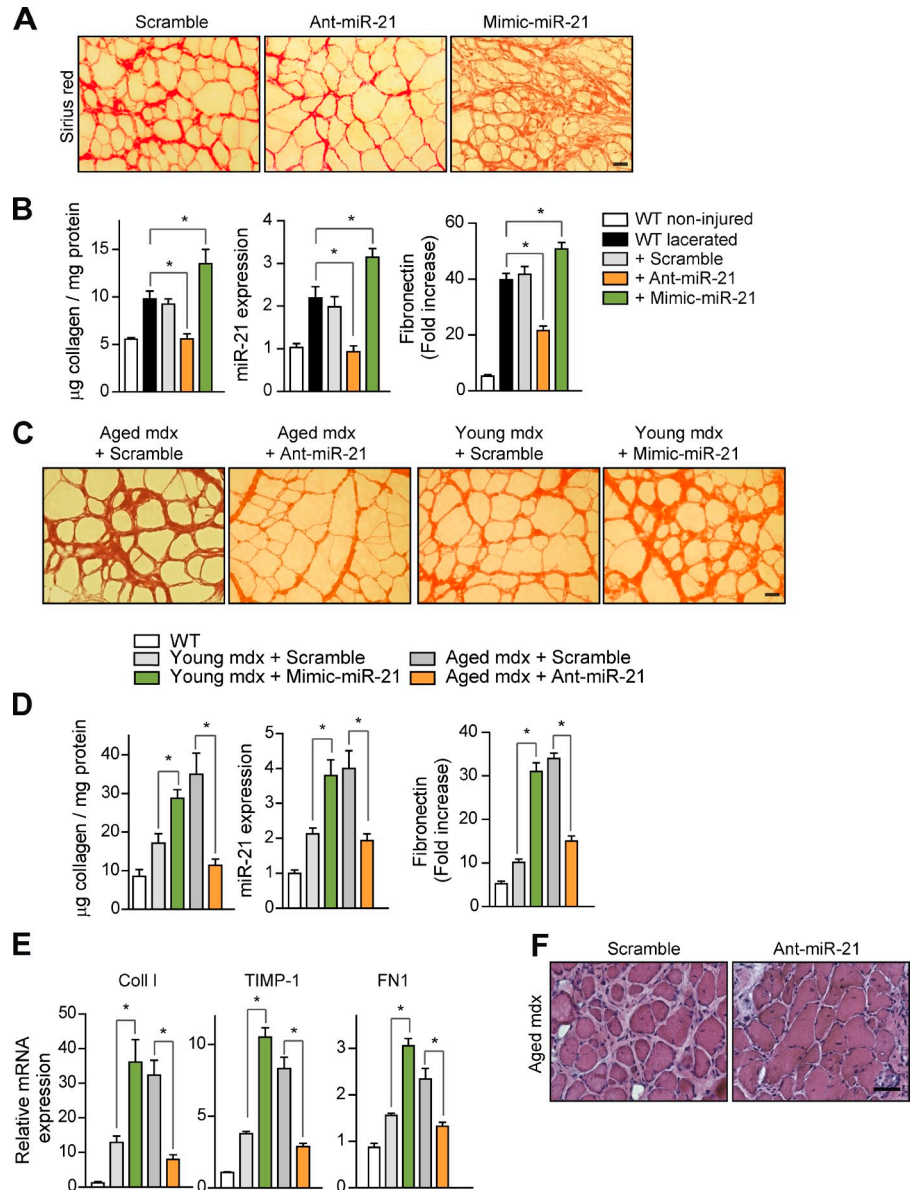 A
Scramble
Ant-miR-21
Mimic-miR-21
Sirius red
B
µg collagen / mg protein
15
10
5
0
*
*
miR-21 expression
4
3
2
1
0
*
*
Fibronectin
(Fold increase)
60
40
20
0
*
*
WT non-injured
WT lacerated
+ Scramble
+ Ant-miR-21
+ Mimic-miR-21
C
Aged mdx
+ Scramble
Aged mdx
+ Ant-miR-21
Young mdx
+ Scramble
Young mdx
+ Mimic-miR-21
WT
Young mdx + Scramble
Young mdx + Mimic-miR-21
Aged mdx + Scramble
Aged mdx + Ant-miR-21
D
µg collagen / mg protein
40
30
20
10
0
*
*
miR-21 expression
5
4
3
2
1
0
*
*
Fibronectin
(Fold increase)
40
30
20
10
0
*
*
E
Relative mRNA
expression
Coll I
50
40
30
20
10
0
*
*
TIMP-1
10
5
0
*
*
FN1
3
2
1
0
*
*
F
Scramble
Ant-miR-21
Aged mdx